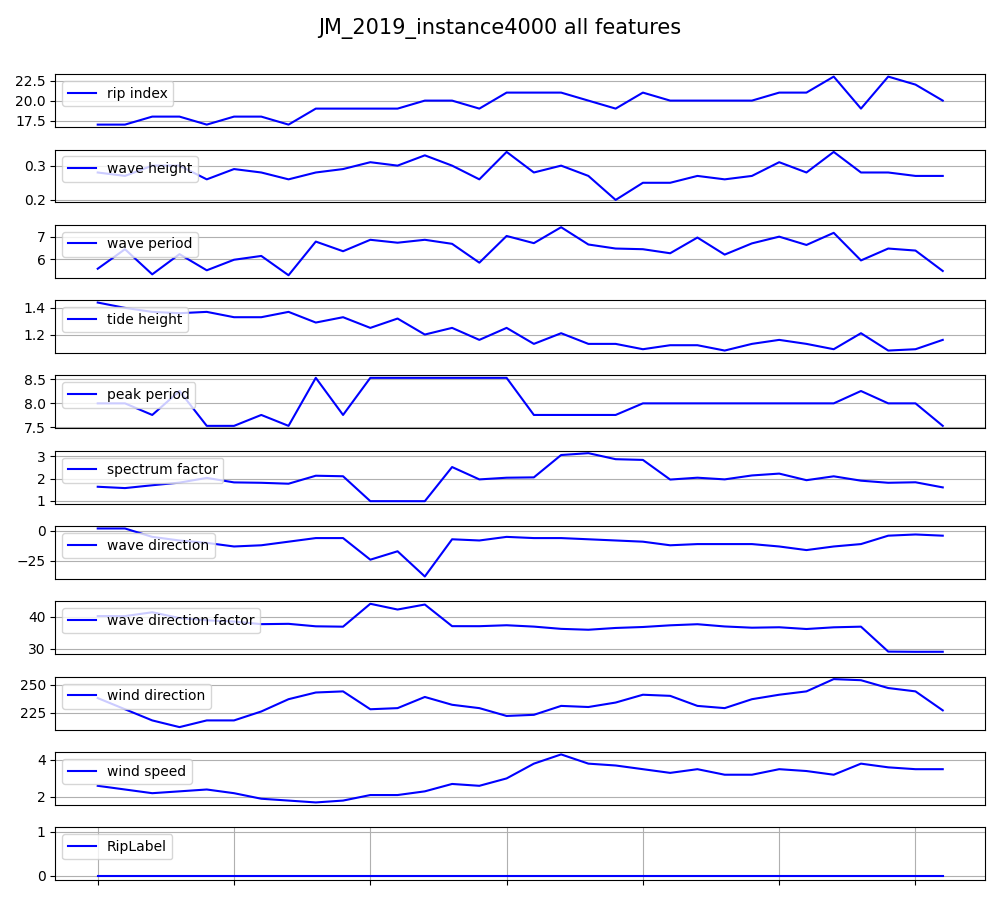 JM_2019_instance4000 all features
22.5
20.0
17.5
rip index
0.3
0.2
wave height
7
6
wave period
1.4
1.2
tide height
8.5
8.0
7.5
peak period
3
2
1
spectrum factor
0
−25
wave direction
40
30
wave direction factor
250
225
wind direction
4
2
wind speed
1
0
RipLabel